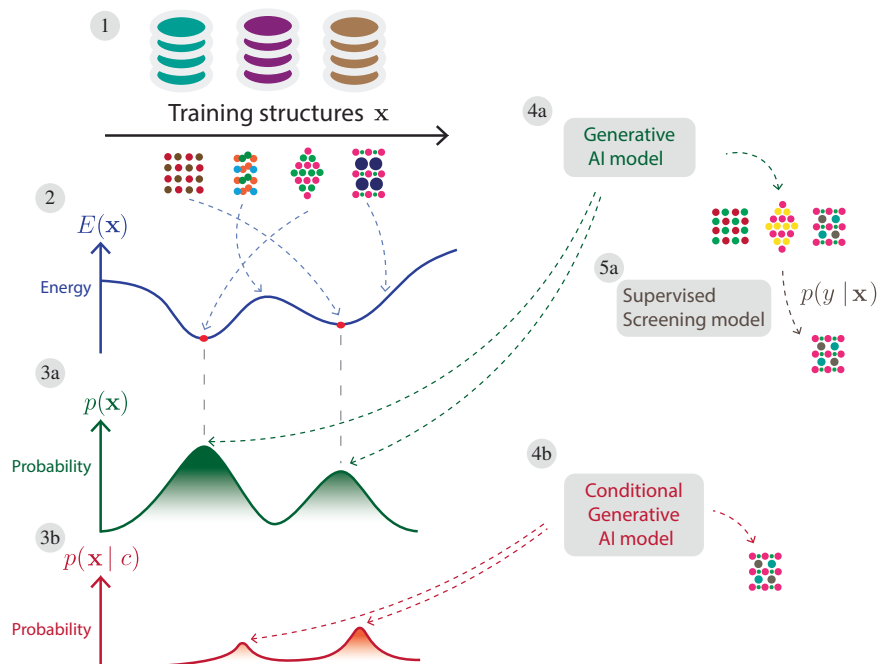 1
Training structures x
2
E(x)
Energy
3a
p(x)
Probability
3b
p(x | c)
Probability
4a
Generative
AI model
5a
Supervised
Screening model
p(y | x)
4b
Conditional
Generative
AI model